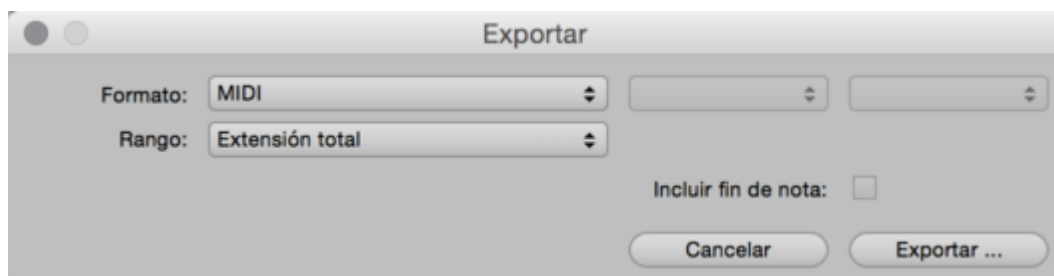 Exportar
Formato: MIDI
Rango: Extensión total
Incluir fin de nota:
Cancelar Exportar ...